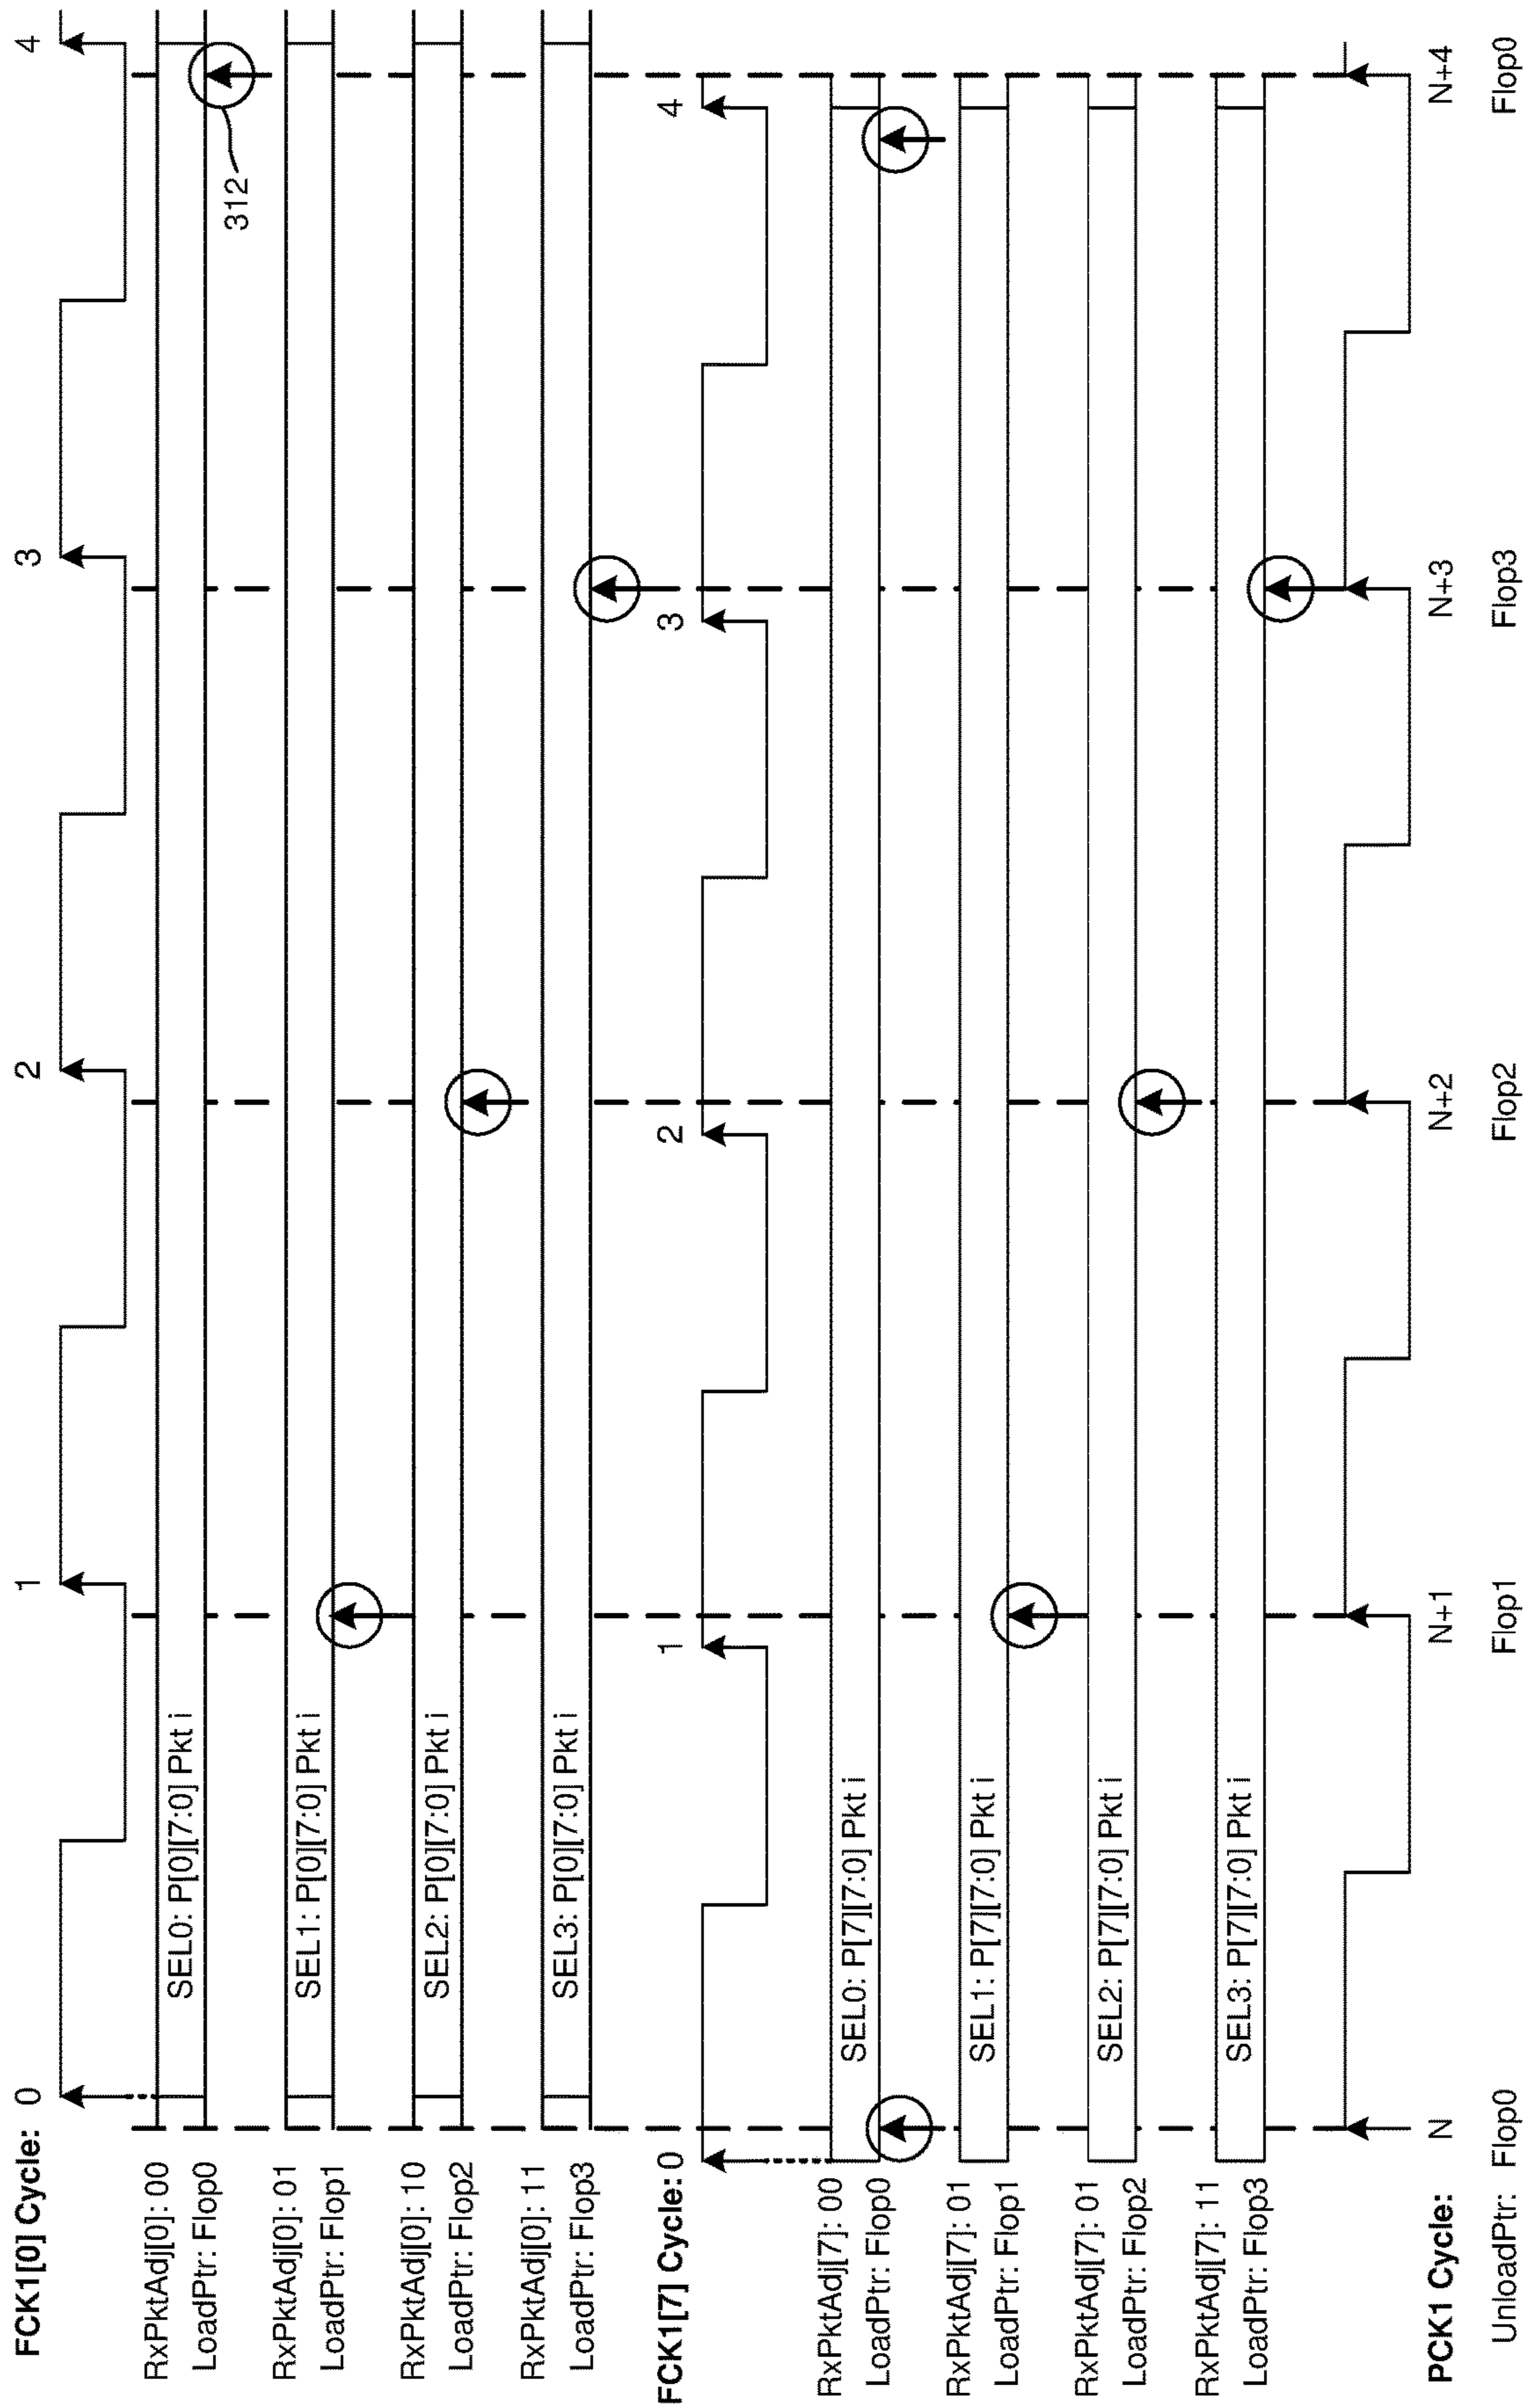 FCK1[0] Cycle: 0 1 2 3 4
RxPktAdj[0]: 00
LoadPtr: Flop0
SEL0: P[0][7:0] Pkt i
312
RxPktAdj[0]: 01
LoadPtr: Flop1
SEL1: P[0][7:0] Pkt i
RxPktAdj[0]: 10
LoadPtr: Flop2
SEL2: P[0][7:0] Pkt i
RxPktAdj[0]: 11
LoadPtr: Flop3
SEL3: P[0][7:0] Pkt i
FCK1[7] Cycle: 0 1 2 3 4
RxPktAdj[7]: 00
LoadPtr: Flop0
SEL0: P[7][7:0] Pkt i
RxPktAdj[7]: 01
LoadPtr: Flop1
SEL1: P[7][7:0] Pkt i
RxPktAdj[7]: 01
LoadPtr: Flop2
SEL2: P[7][7:0] Pkt i
RxPktAdj[7]: 11
LoadPtr: Flop3
SEL3: P[7][7:0] Pkt i
PCK1 Cycle: N N+1 N+2 N+3 N+4
UnloadPtr: Flop0 Flop1 Flop2 Flop3 Flop0